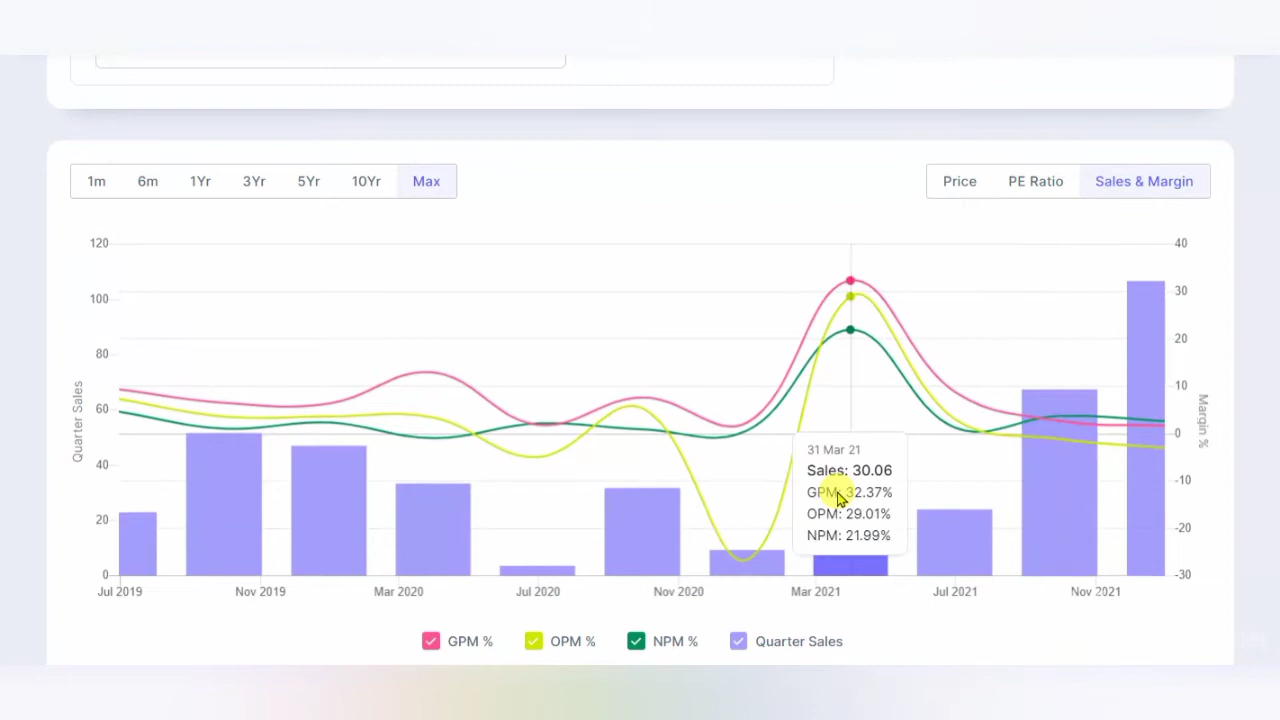 1m 6m 1Yr 3Yr 5Yr 10Yr Max
Price PE Ratio Sales & Margin
120
100
80
60
40
20
0
Quarter Sales
40
30
20
10
0
-10
-20
-30
Margin %
31 Mar 21
Sales: 30.06
GPM: 32.37%
OPM: 29.01%
NPM: 21.99%
Jul 2019 Nov 2019 Mar 2020 Jul 2020 Nov 2020 Mar 2021 Jul 2021 Nov 2021
GPM % OPM % NPM % Quarter Sales